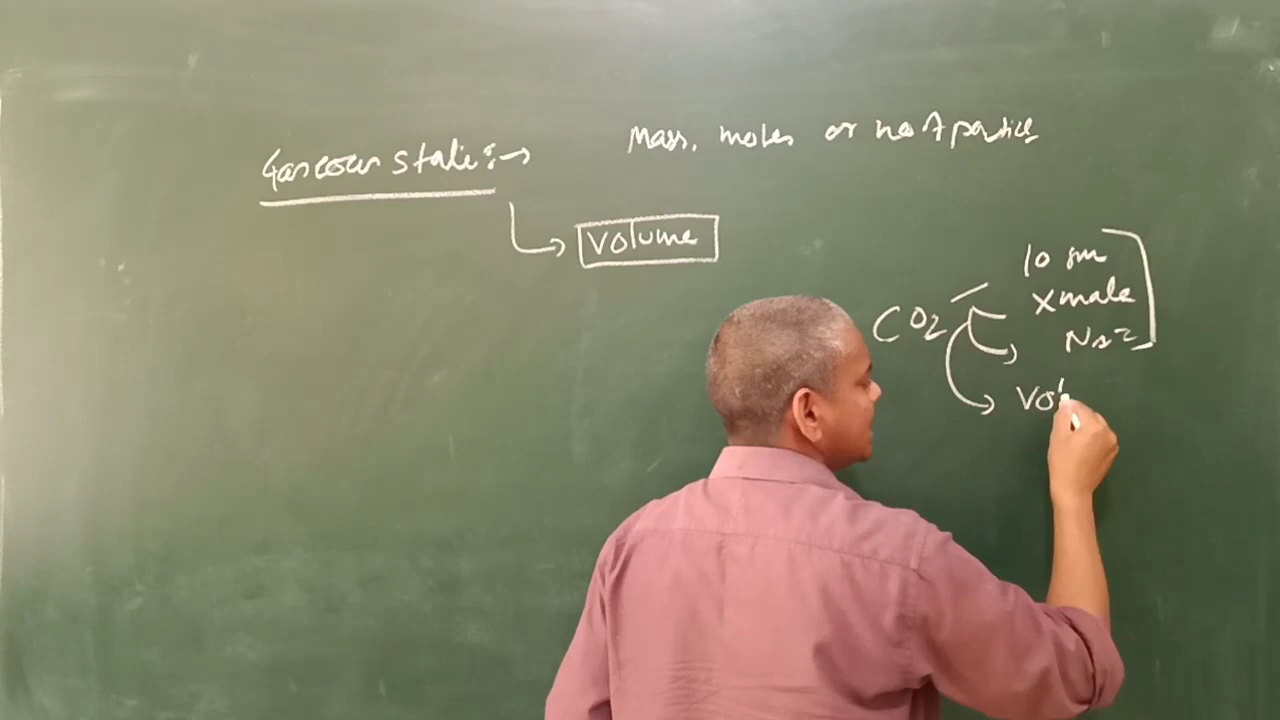 Gaseous state :→ Mass, moles or no of particles
Volume
10 gm
CO2 x mole
No =
Vol